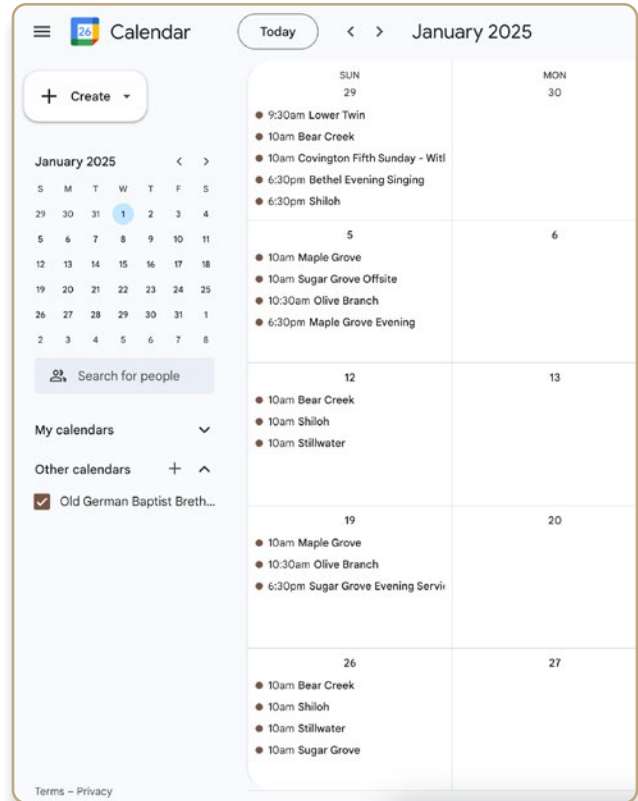 26 Calendar Today January 2025
Create
January 2025
S M T W T F S
29 30 31 1 2 3 4
5 6 7 8 9 10 11
12 13 14 15 16 17 18
19 20 21 22 23 24 25
26 27 28 29 30 31 1
2 3 4 5 6 7 8
Search for people
My calendars
Other calendars
Old German Baptist Breth...
Terms – Privacy
SUN MON
29 30
9:30am Lower Twin
10am Bear Creek
10am Covington Fifth Sunday - Witl
6:30pm Bethel Evening Singing
6:30pm Shiloh
5 6
10am Maple Grove
10am Sugar Grove Offsite
10:30am Olive Branch
6:30pm Maple Grove Evening
12 13
10am Bear Creek
10am Shiloh
10am Stillwater
19 20
10am Maple Grove
10:30am Olive Branch
6:30pm Sugar Grove Evening Servi
26 27
10am Bear Creek
10am Shiloh
10am Stillwater
10am Sugar Grove